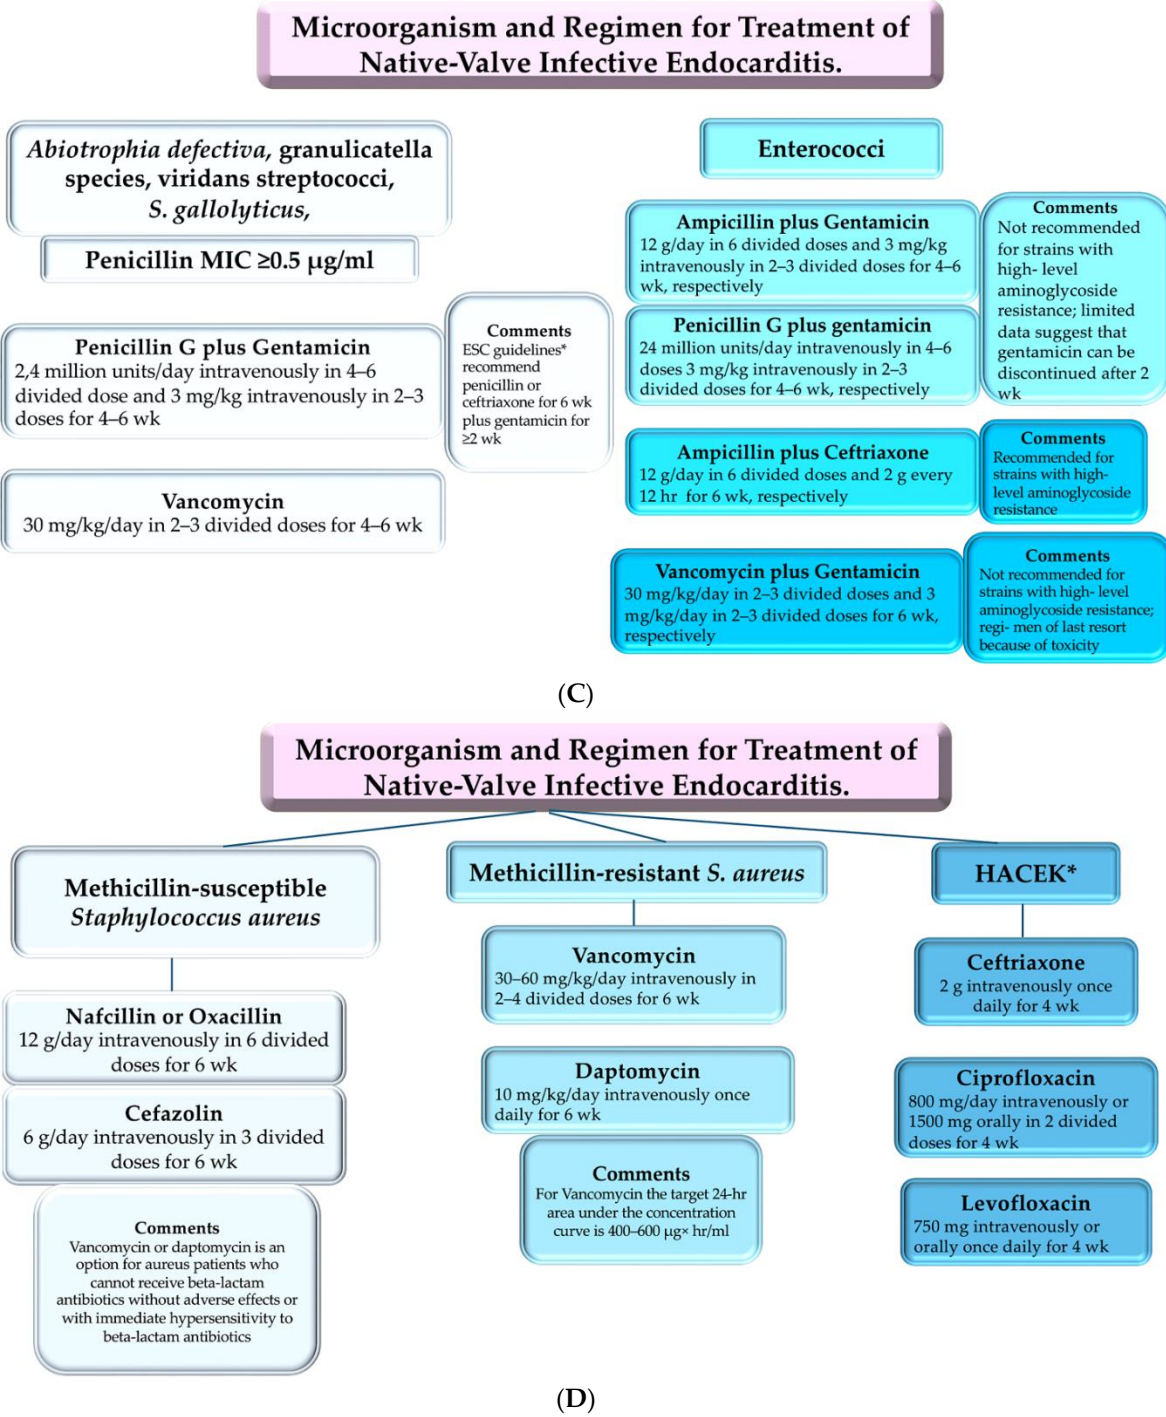 Microorganism and Regimen for Treatment of
Native-Valve Infective Endocarditis.
Abiotrophia defectiva, granulicatella
species, viridans streptococci,
S. gallolyticus,
Penicillin MIC ≥0.5 µg/ml
Penicillin G plus Gentamicin
2,4 million units/day intravenously in 4–6
divided dose and 3 mg/kg intravenously in 2–3
doses for 4–6 wk
Vancomycin
30 mg/kg/day in 2–3 divided doses for 4–6 wk
Comments
ESC guidelines*
recommend
penicillin or
ceftriaxone for 6 wk
plus gentamicin for
≥2 wk
Enterococci
Ampicillin plus Gentamicin
12 g/day in 6 divided doses and 3 mg/kg
intravenously in 2–3 divided doses for 4–6
wk, respectively
Penicillin G plus gentamicin
24 million units/day intravenously in 4–6
doses 3 mg/kg intravenously in 2–3
divided doses for 4–6 wk, respectively
Comments
Not recommended
for strains with
high- level
aminoglycoside
resistance; limited
data suggest that
gentamicin can be
discontinued after 2
wk
Ampicillin plus Ceftriaxone
12 g/day in 6 divided doses and 2 g every
12 hr for 6 wk, respectively
Comments
Recommended for
strains with high-
level aminoglycoside
resistance
Vancomycin plus Gentamicin
30 mg/kg/day in 2–3 divided doses and 3
mg/kg/day in 2–3 divided doses for 6 wk,
respectively
Comments
Not recommended for
strains with high- level
aminoglycoside resistance;
regi- men of last resort
because of toxicity
(C)
Microorganism and Regimen for Treatment of
Native-Valve Infective Endocarditis.
Methicillin-susceptible
Staphylococcus aureus
Nafcillin or Oxacillin
12 g/day intravenously in 6 divided
doses for 6 wk
Cefazolin
6 g/day intravenously in 3 divided
doses for 6 wk
Comments
Vancomycin or daptomycin is an
option for aureus patients who
cannot receive beta-lactam
antibiotics without adverse effects or
with immediate hypersensitivity to
beta-lactam antibiotics
Methicillin-resistant S. aureus
Vancomycin
30–60 mg/kg/day intravenously in
2–4 divided doses for 6 wk
Daptomycin
10 mg/kg/day intravenously once
daily for 6 wk
Comments
For Vancomycin the target 24-hr
area under the concentration
curve is 400–600 µg× hr/ml
HACEK*
Ceftriaxone
2 g intravenously once
daily for 4 wk
Ciprofloxacin
800 mg/day intravenously or
1500 mg orally in 2 divided
doses for 4 wk
Levofloxacin
750 mg intravenously or
orally once daily for 4 wk
(D)